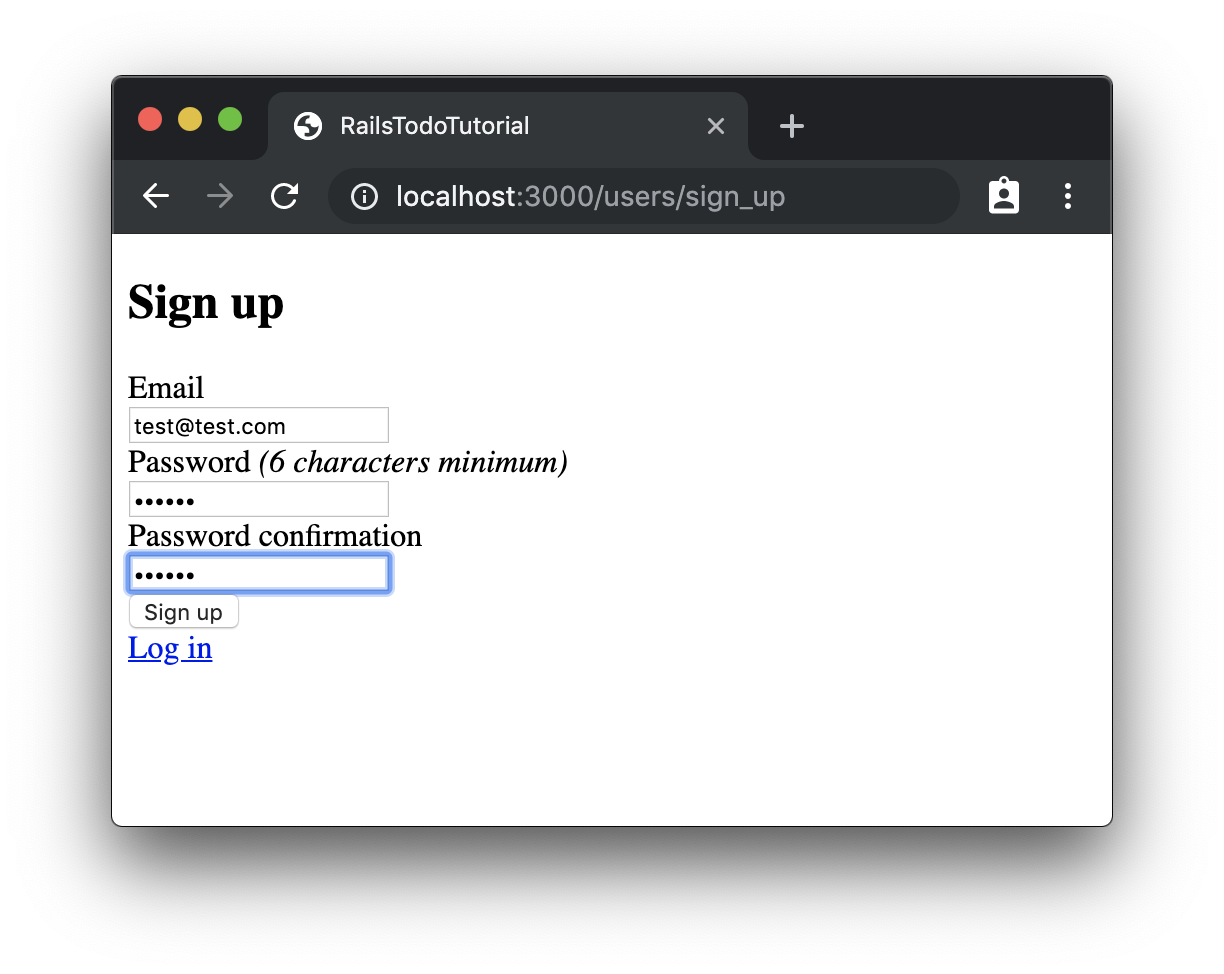 RailsTodoTutorial
localhost:3000/users/sign_up
Sign up
Email
test@test.com
Password (6 characters minimum)
••••••
Password confirmation
••••••
Sign up
Log in